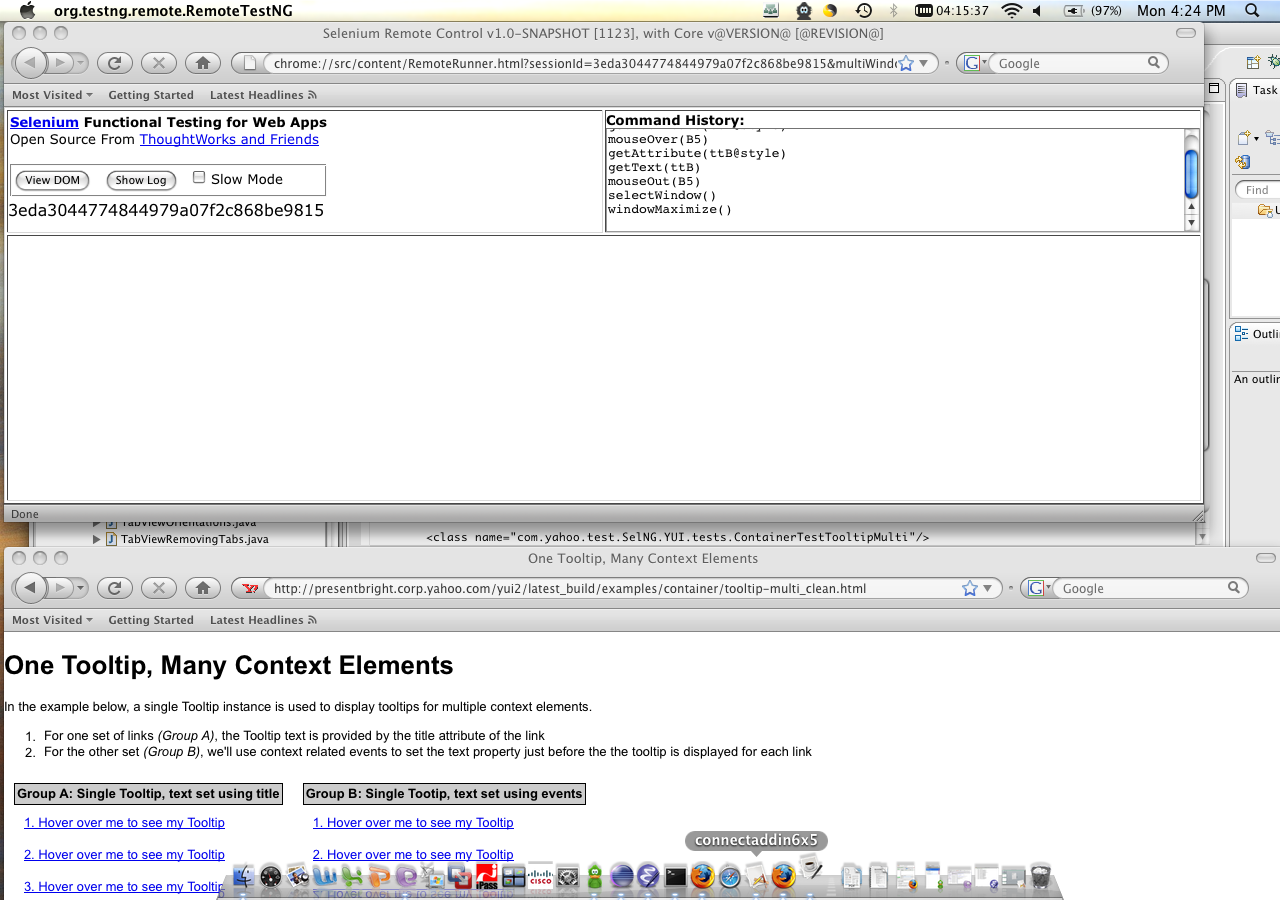 org.testng.remote.RemoteTestNG
04:15:37
(97%)
Mon 4:24 PM
Selenium Remote Control v1.0-SNAPSHOT [1123], with Core v@VERSION@ [@REVISION@]
chrome://src/content/RemoteRunner.html?sessionId=3eda3044774844979a07f2c868be9815&multiWind
Google
Most Visited
Getting Started
Latest Headlines
Task
Find
Selenium Functional Testing for Web Apps
Open Source From ThoughtWorks and Friends
View DOM
Show Log
Slow Mode
3eda3044774844979a07f2c868be9815
Command History:
mouseOver(B5)
getAttribute(ttB@style)
getText(ttB)
mouseOut(B5)
selectWindow()
windowMaximize()
Outli
An outlin
Done
TabViewOrientations.java
TabViewRemovingTabs.java
<class name="com.yahoo.test.SelNG.YUI.tests.ContainerTestTooltipMulti"/>
One Tooltip, Many Context Elements
http://presentbright.corp.yahoo.com/yui2/latest_build/examples/container/tooltip-multi_clean.html
Google
Most Visited
Getting Started
Latest Headlines
One Tooltip, Many Context Elements
In the example below, a single Tooltip instance is used to display tooltips for multiple context elements.
1. For one set of links (Group A), the Tooltip text is provided by the title attribute of the link
2. For the other set (Group B), we'll use context related events to set the text property just before the the tooltip is displayed for each link
Group A: Single Tooltip, text set using title
Group B: Single Tootip, text set using events
1. Hover over me to see my Tooltip
1. Hover over me to see my Tooltip
connectaddin6x5
2. Hover over me to see my Tooltip
2. Hover over me to see my Tooltip
3. Hover over me to see my Tooltip
iPass
CISCO